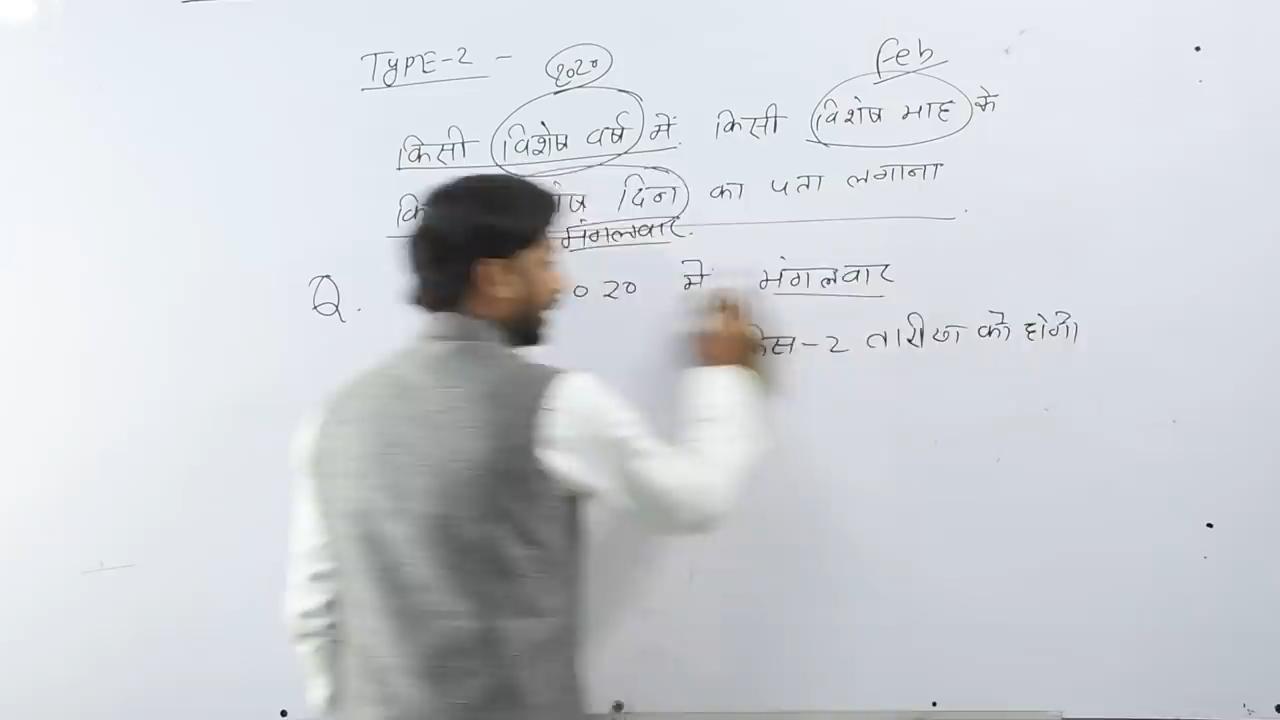 TYPE-2 - 2020 Feb
किसी विशेष वर्ष में किसी विशेष माह के
दिन का पता लगाना
मंगलवार
Q. 020 में मंगलवार
-2 तारीख को होंगे